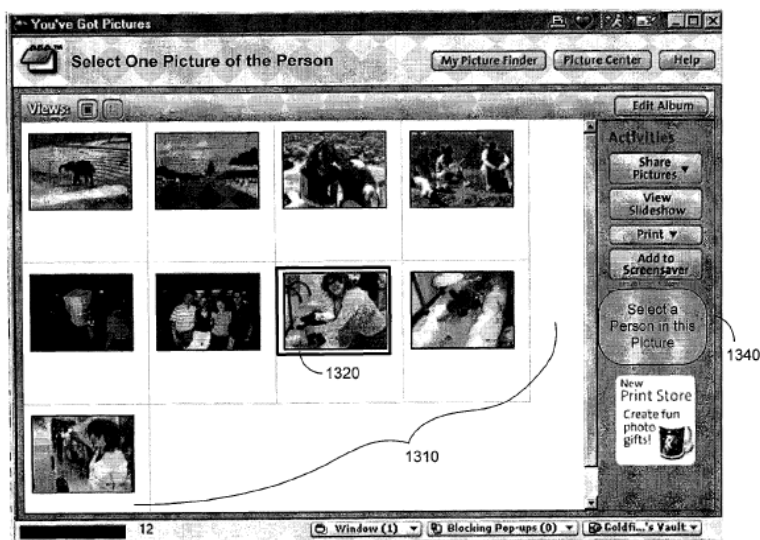 You've Got Pictures
Select One Picture of the Person
My Picture Finder
Picture Center
Help
Views:
Edit Album
Activities
Share
Pictures
View
Slideshow
Print
Add to
Screensaver
Select a
Person in this
Picture
1340
1320
New
Print Store
Create fun
photo
gifts!
1310
12
Window (1)
Blocking Pop-ups (0)
Goldfi...'s Vault